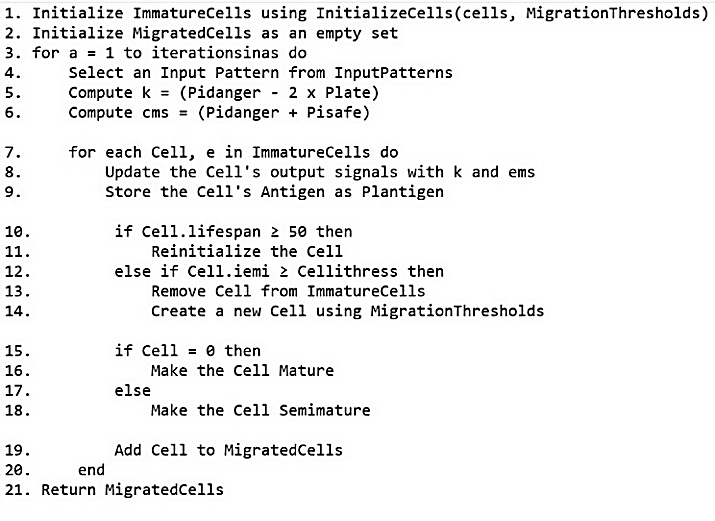 1. Initialize ImmatureCells using InitializeCells(cells, MigrationThresholds)
2. Initialize MigratedCells as an empty set
3. for a = 1 to iterationsinas do
4. Select an Input Pattern from InputPatterns
5. Compute k = (Pidanger - 2 x Plate)
6. Compute cms = (Pidanger + Pisafe)
7. for each Cell, e in ImmatureCells do
8. Update the Cell's output signals with k and ems
9. Store the Cell's Antigen as Plantigen
10. if Cell.lifespan ≥ 50 then
11. Reinitialize the Cell
12. else if Cell.iemi ≥ Cellithress then
13. Remove Cell from ImmatureCells
14. Create a new Cell using MigrationThresholds
15. if Cell = 0 then
16. Make the Cell Mature
17. else
18. Make the Cell Semimature
19. Add Cell to MigratedCells
20. end
21. Return MigratedCells